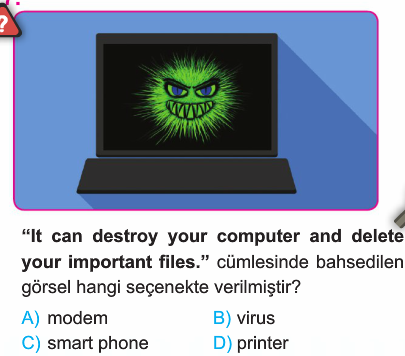 ?
“It can destroy your computer and delete
your important files.” cümlesinde bahsedilen
görsel hangi seçenekte verilmiştir?
A) modem B) virus
C) smart phone D) printer